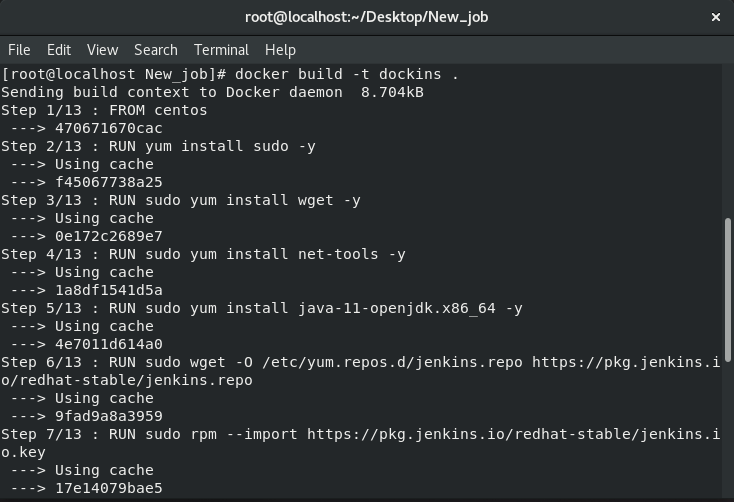 root@localhost:~/Desktop/New_job
×
File Edit View Search Terminal Help
[root@localhost New_job]# docker build -t dockins .
Sending build context to Docker daemon  8.704kB
Step 1/13 : FROM centos
 ---> 470671670cac
Step 2/13 : RUN yum install sudo -y
 ---> Using cache
 ---> f45067738a25
Step 3/13 : RUN sudo yum install wget -y
 ---> Using cache
 ---> 0e172c2689e7
Step 4/13 : RUN sudo yum install net-tools -y
 ---> Using cache
 ---> 1a8df1541d5a
Step 5/13 : RUN sudo yum install java-11-openjdk.x86_64 -y
 ---> Using cache
 ---> 4e7011d614a0
Step 6/13 : RUN sudo wget -O /etc/yum.repos.d/jenkins.repo https://pkg.jenkins.i
o/redhat-stable/jenkins.repo
 ---> Using cache
 ---> 9fad9a8a3959
Step 7/13 : RUN sudo rpm --import https://pkg.jenkins.io/redhat-stable/jenkins.i
o.key
 ---> Using cache
 ---> 17e14079bae5